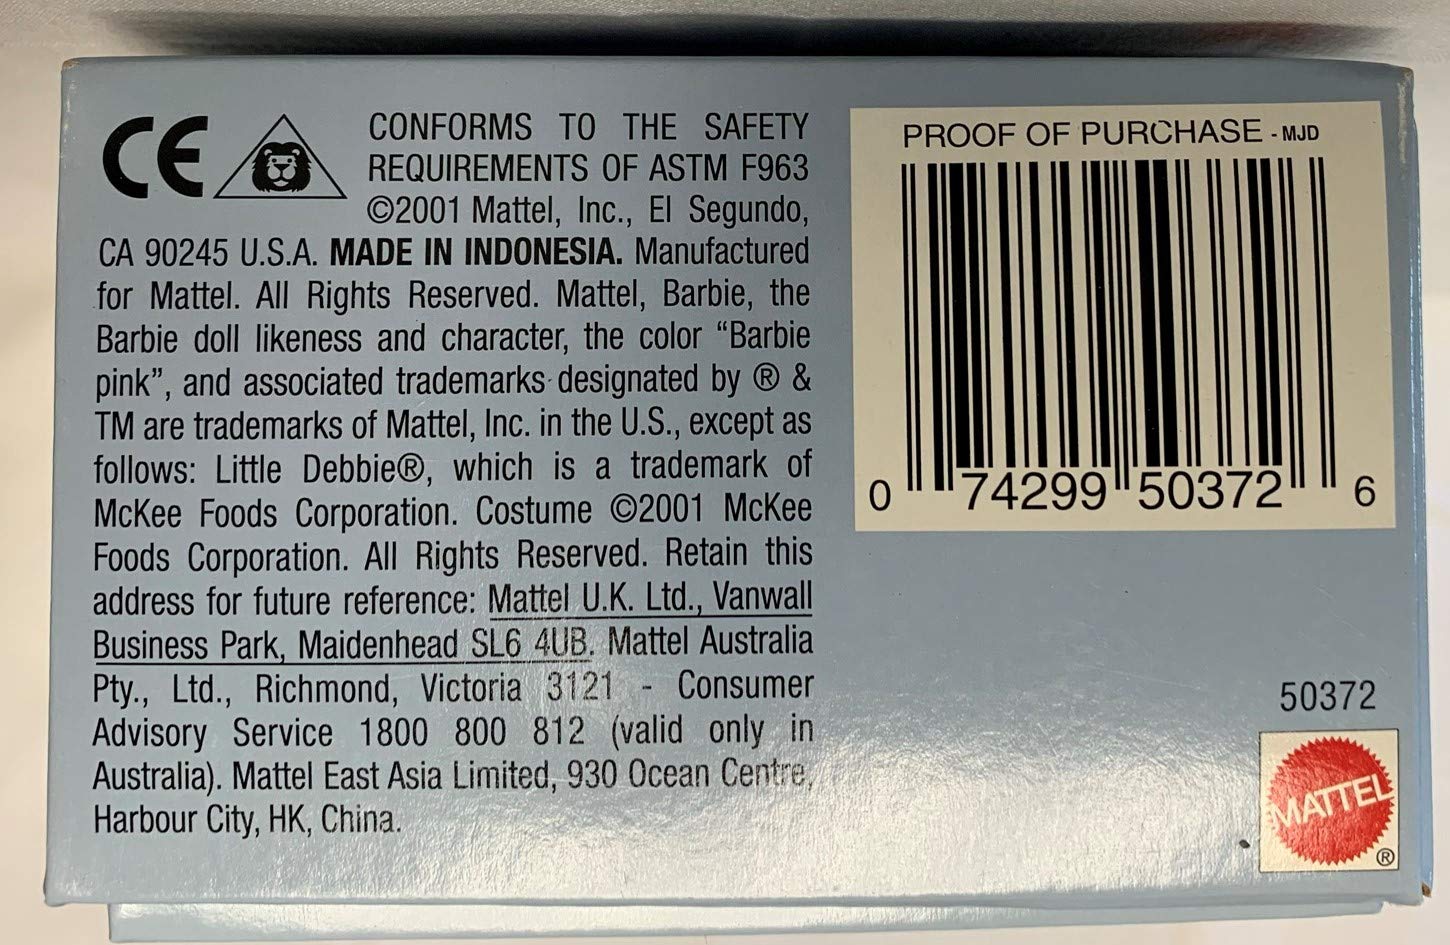 CE
CONFORMS TO THE SAFETY
REQUIREMENTS OF ASTM F963
©2001 Mattel, Inc., El Segundo,
CA 90245 U.S.A. MADE IN INDONESIA. Manufactured
for Mattel. All Rights Reserved. Mattel, Barbie, the
Barbie doll likeness and character, the color “Barbie
pink”, and associated trademarks designated by ® &
TM are trademarks of Mattel, Inc. in the U.S., except as
follows: Little Debbie®, which is a trademark of
McKee Foods Corporation. Costume ©2001 McKee
Foods Corporation. All Rights Reserved. Retain this
address for future reference: Mattel U.K. Ltd., Vanwall
Business Park, Maidenhead SL6 4UB. Mattel Australia
Pty., Ltd., Richmond, Victoria 3121 - Consumer
Advisory Service 1800 800 812 (valid only in
Australia). Mattel East Asia Limited, 930 Ocean Centre,
Harbour City, HK, China.
PROOF OF PURCHASE - MJD
0 74299 50372 6
50372
MATTEL
®